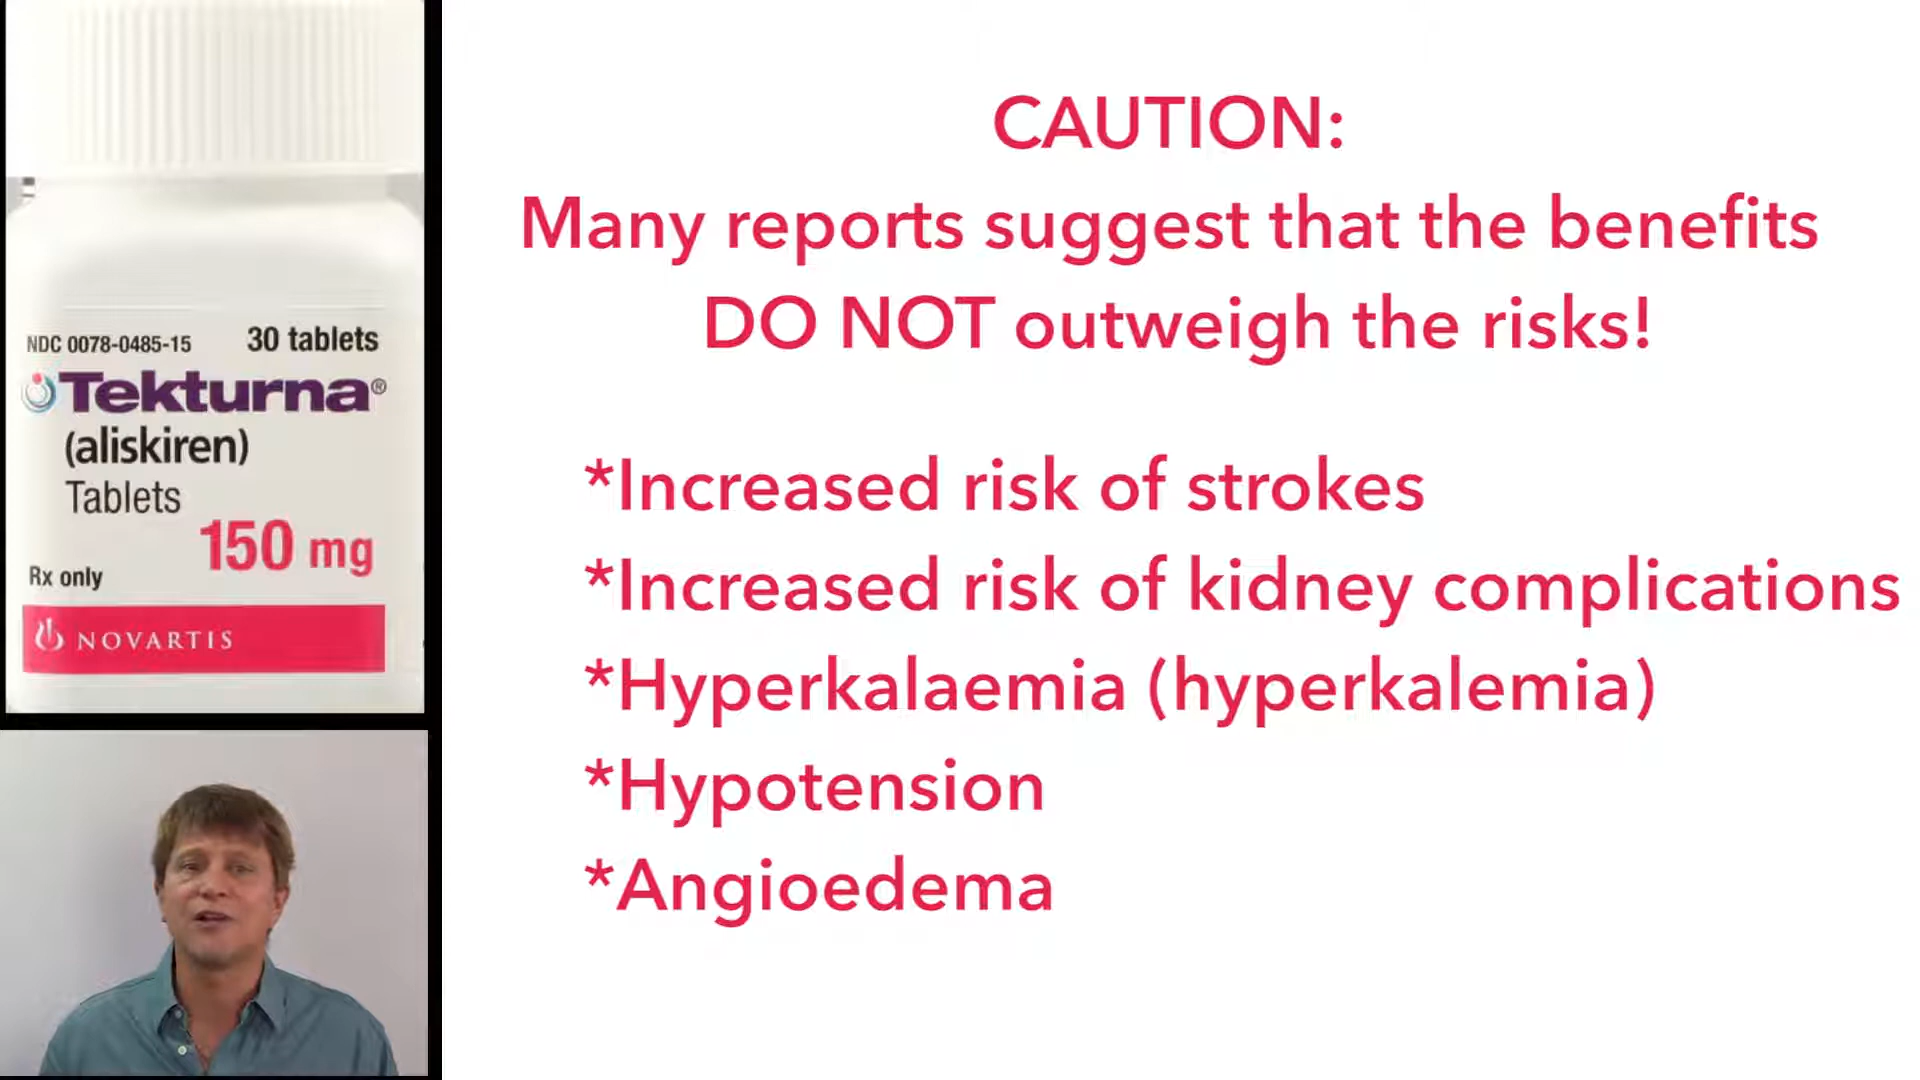 NDC 0078-0485-15 30 tablets
Tekturna®
(aliskiren)
Tablets
150 mg
Rx only
NOVARTIS
CAUTION:
Many reports suggest that the benefits
DO NOT outweigh the risks!
*Increased risk of strokes
*Increased risk of kidney complications
*Hyperkalaemia (hyperkalemia)
*Hypotension
*Angioedema